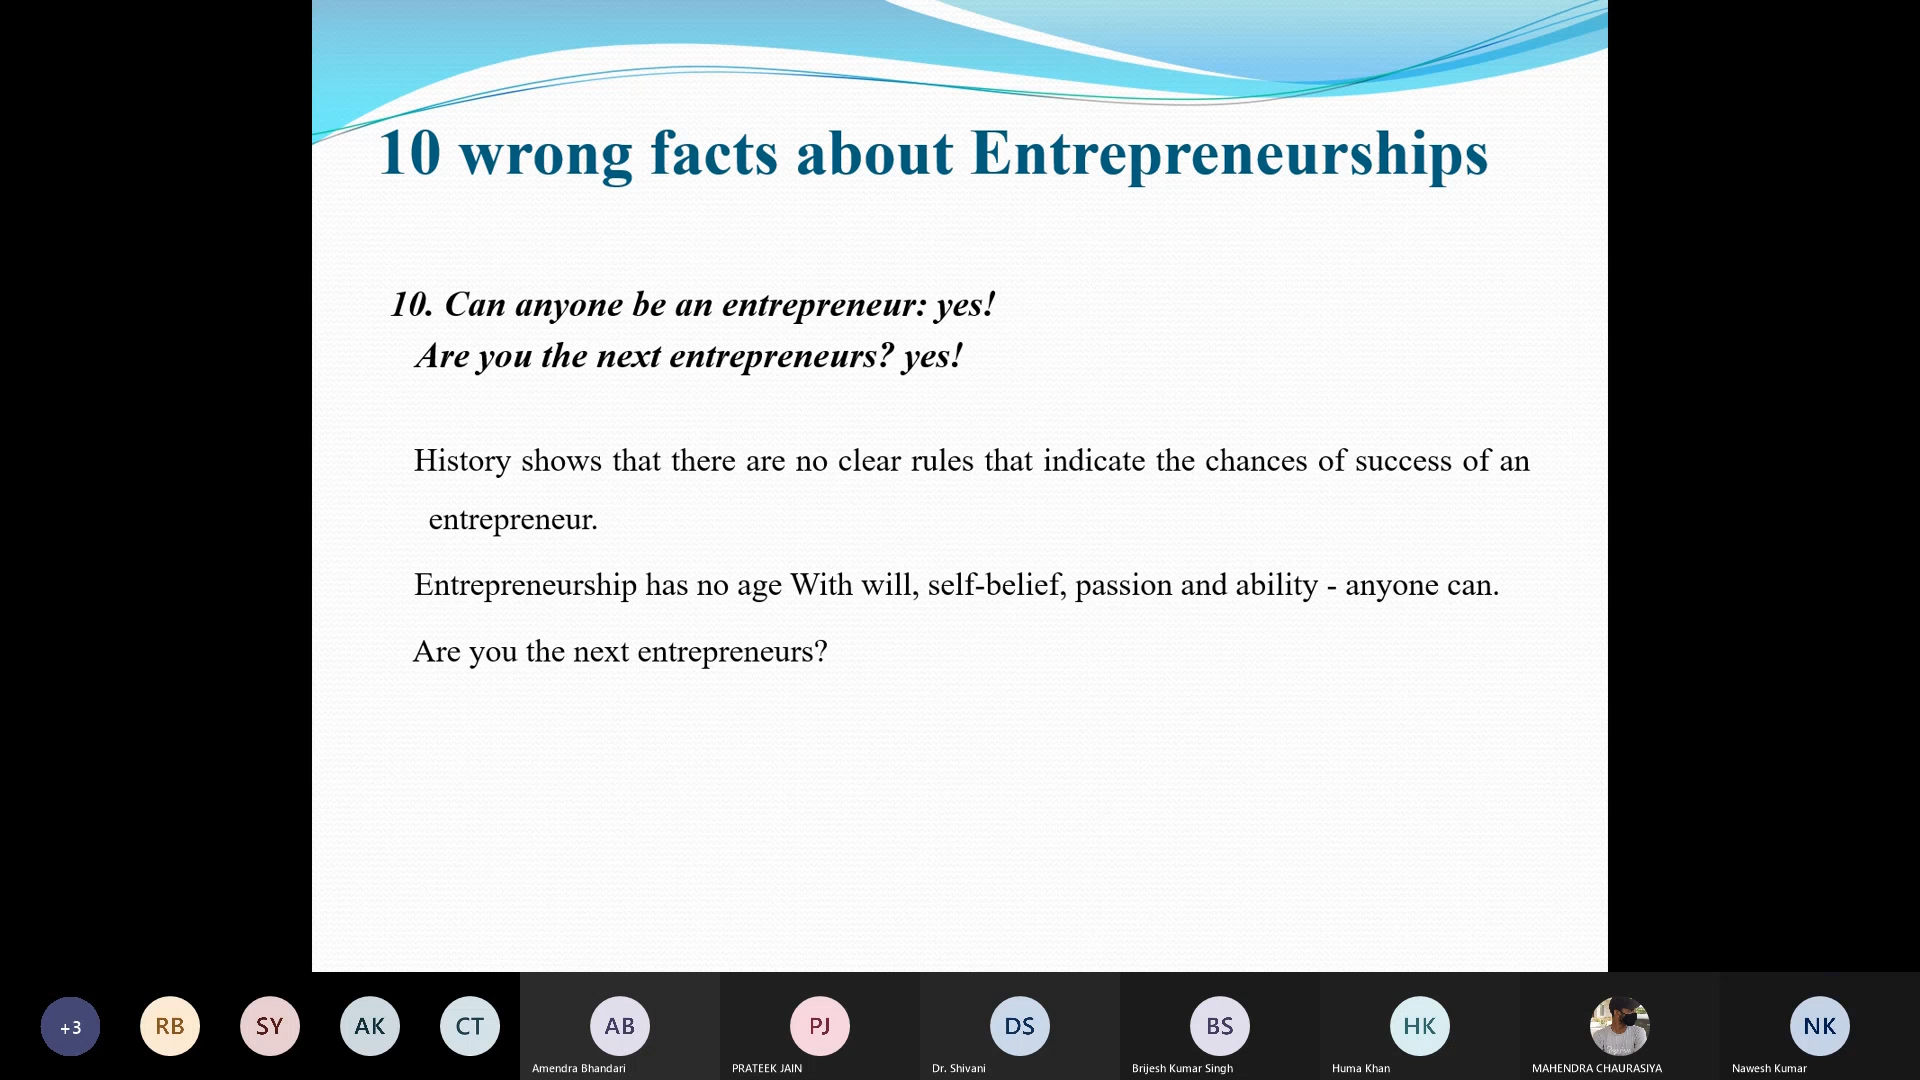 10 wrong facts about Entrepreneurships
10. Can anyone be an entrepreneur: yes!
Are you the next entrepreneurs? yes!
History shows that there are no clear rules that indicate the chances of success of an
entrepreneur.
Entrepreneurship has no age With will, self-belief, passion and ability - anyone can.
Are you the next entrepreneurs?
+3
RB
SY
AK
CT
AB
PJ
DS
BS
HK
NK
Amendra Bhandari
PRATEEK JAIN
Dr. Shivani
Brijesh Kumar Singh
Huma Khan
MAHENDRA CHAURASIYA
Nawesh Kumar